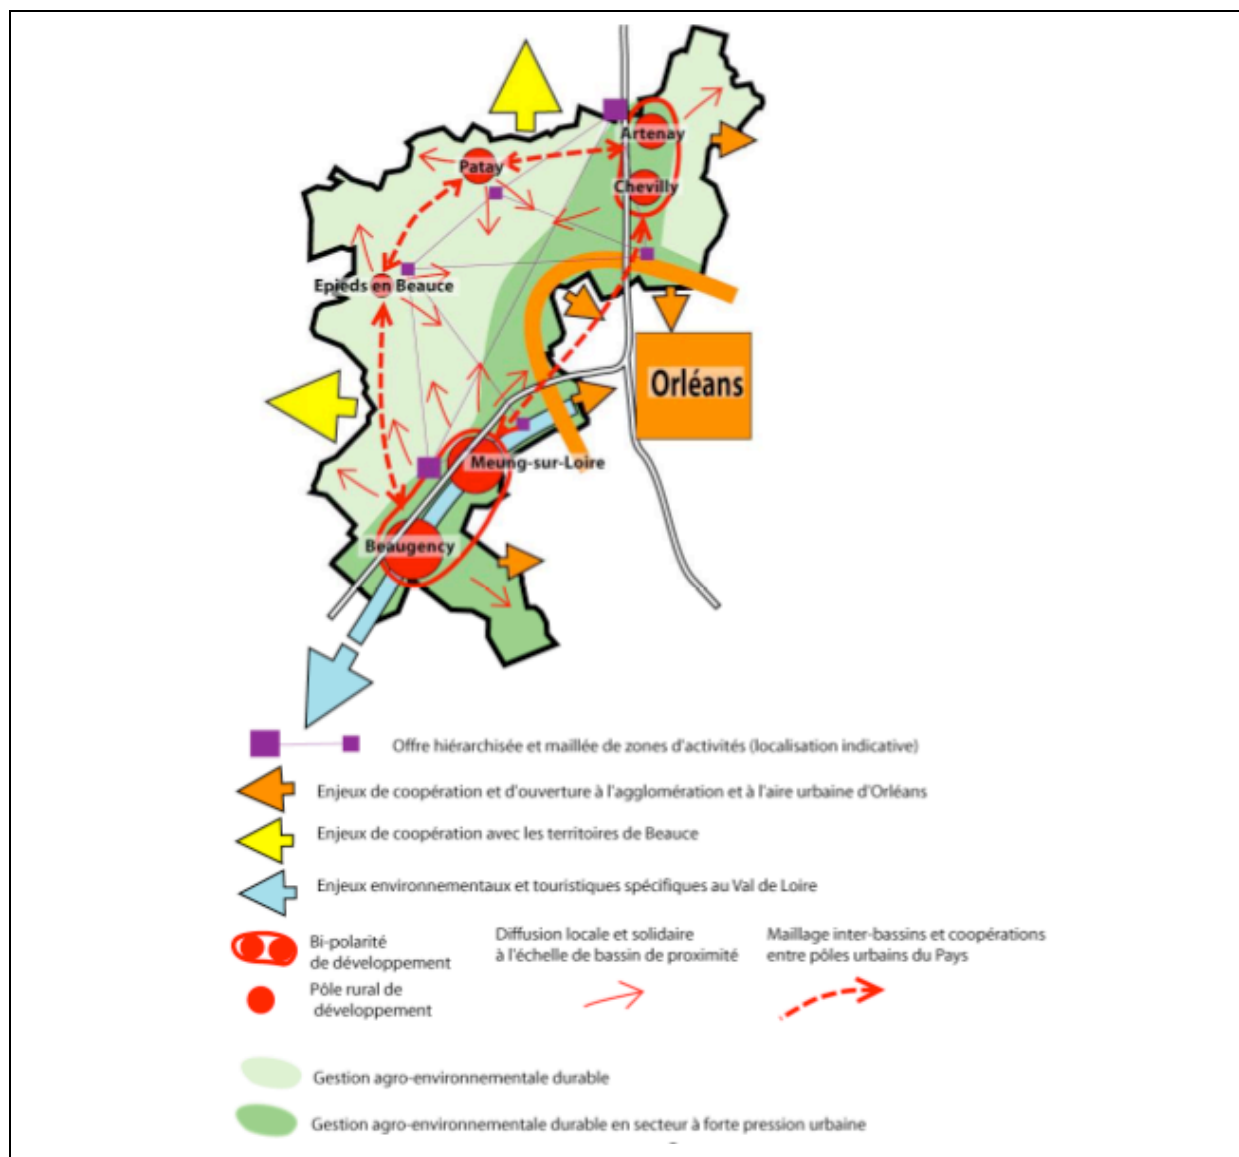 Artenay
Patay
Chevilly
Epieds en Beauce
Orléans
Meung-sur-Loire
Beaugency
Offre hiérarchisée et maillée de zones d'activités (localisation indicative)
Enjeux de coopération et d'ouverture à l'agglomération et à l'aire urbaine d'Orléans
Enjeux de coopération avec les territoires de Beauce
Enjeux environnementaux et touristiques spécifiques au Val de Loire
Bi-polarité
de développement
Pôle rural de
développement
Diffusion locale et solidaire
à l'échelle de bassin de proximité
Maillage inter-bassins et coopérations
entre pôles urbains du Pays
Gestion agro-environnementale durable
Gestion agro-environnementale durable en secteur à forte pression urbaine